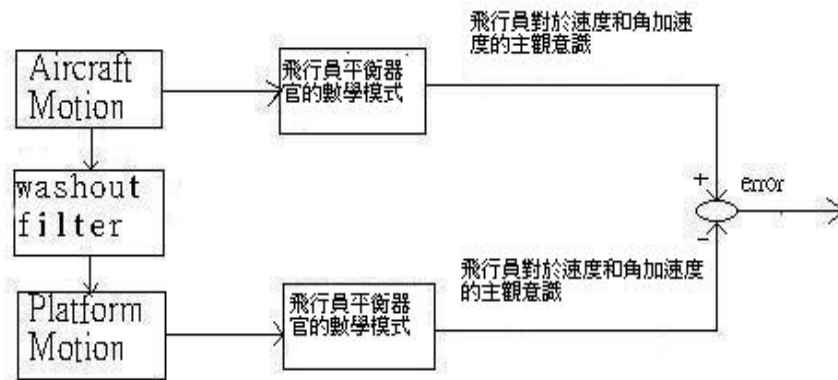 飛行員對於速度和角加速
度的主觀意識
Aircraft
Motion
飛行員平衡器
官的數學模式
washout
filter
+
error
-
飛行員對於速度和角加速度
的主觀意識
Platform
Motion
飛行員平衡器
官的數學模式